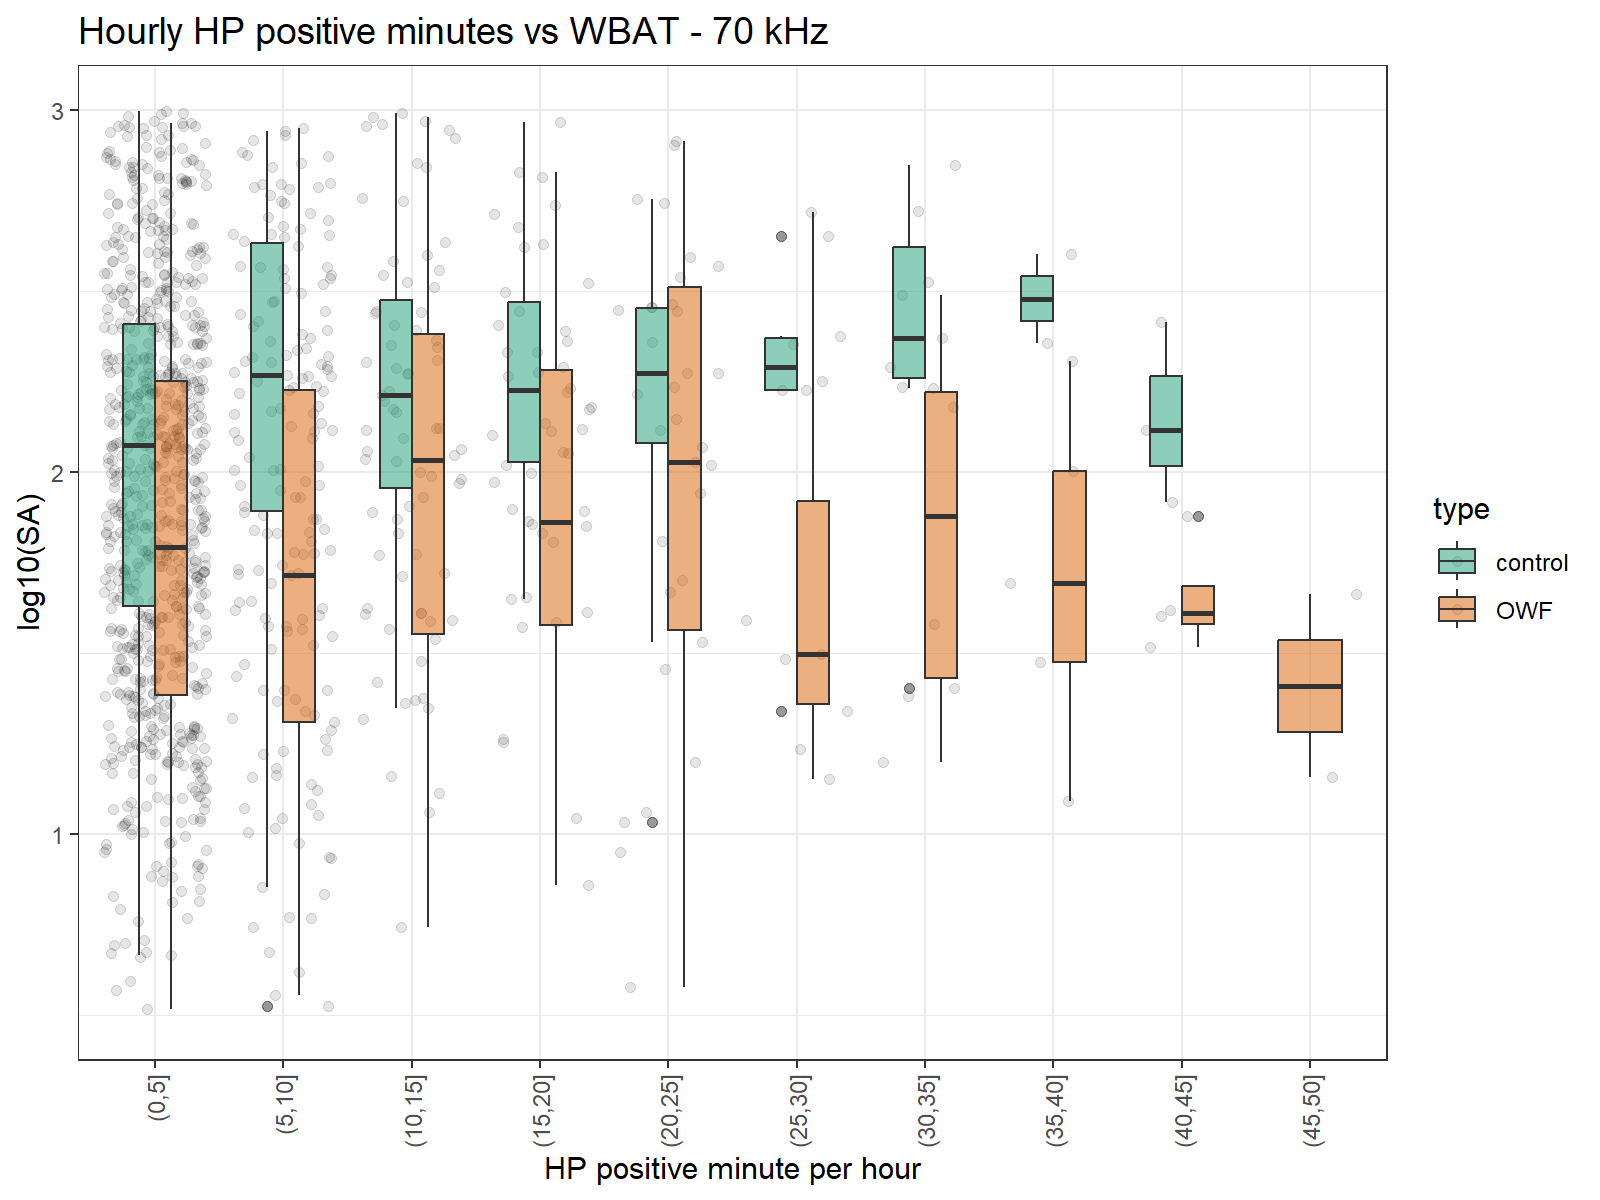 Hourly HP positive minutes vs WBAT - 70 kHz
log10(SA)
3
2
1
(0,5]
(5,10]
(10,15]
(15,20]
(20,25]
(25,30]
(30,35]
(35,40]
(40,45]
(45,50]
HP positive minute per hour
type
control
OWF